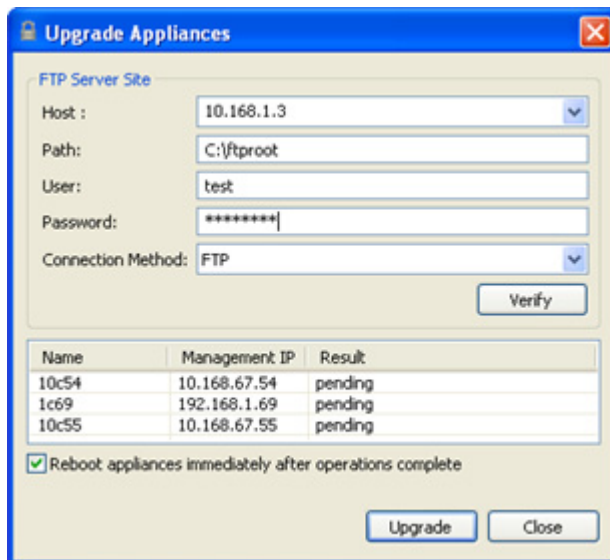 Upgrade Appliances
FTP Server Site
Host : 10.168.1.3
Path: C:\ftproot
User: test
Password: ********
Connection Method: FTP
Verify
Name Management IP Result
10c54 10.168.67.54 pending
1c69 192.168.1.69 pending
10c55 10.168.67.55 pending
Reboot appliances immediately after operations complete
Upgrade Close